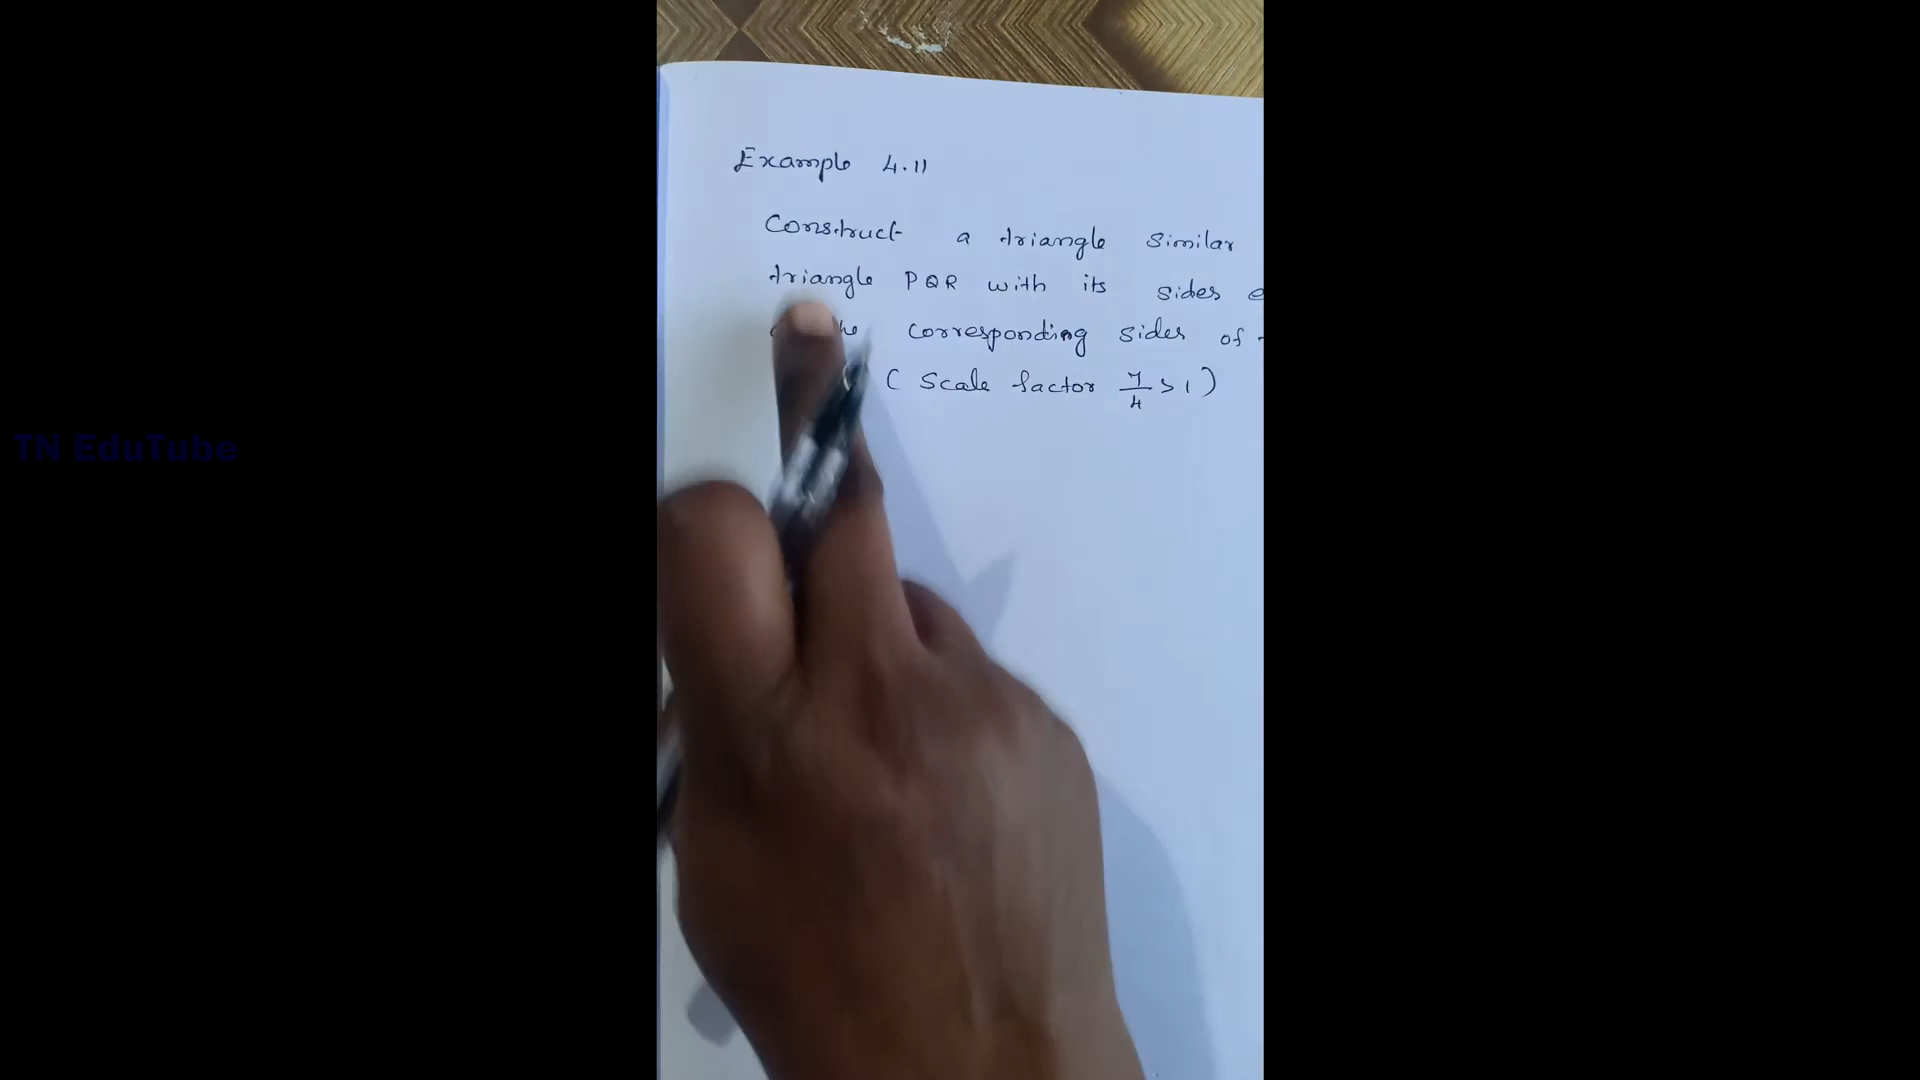 Example 4.11
Construct a triangle similar
triangle PQR with its sides
corresponding sides of
( Scale factor 7/4 > 1 )
TN EduTube